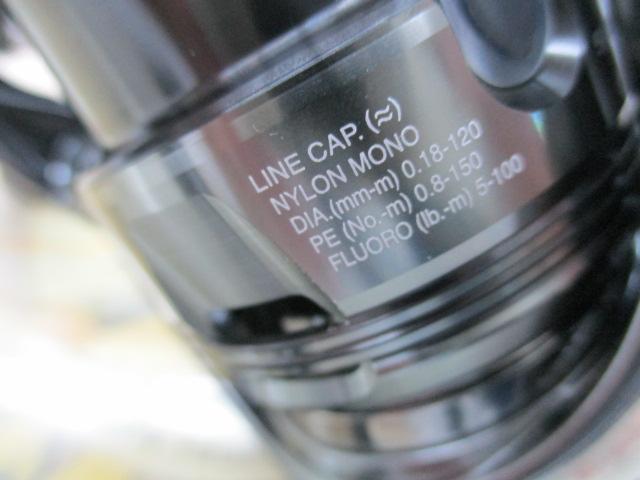 LINE CAP. (≈)
NYLON MONO
DIA.(mm-m) 0.18-120
PE (No.-m) 0.8-150
FLUORO (lb.-m) 5-100